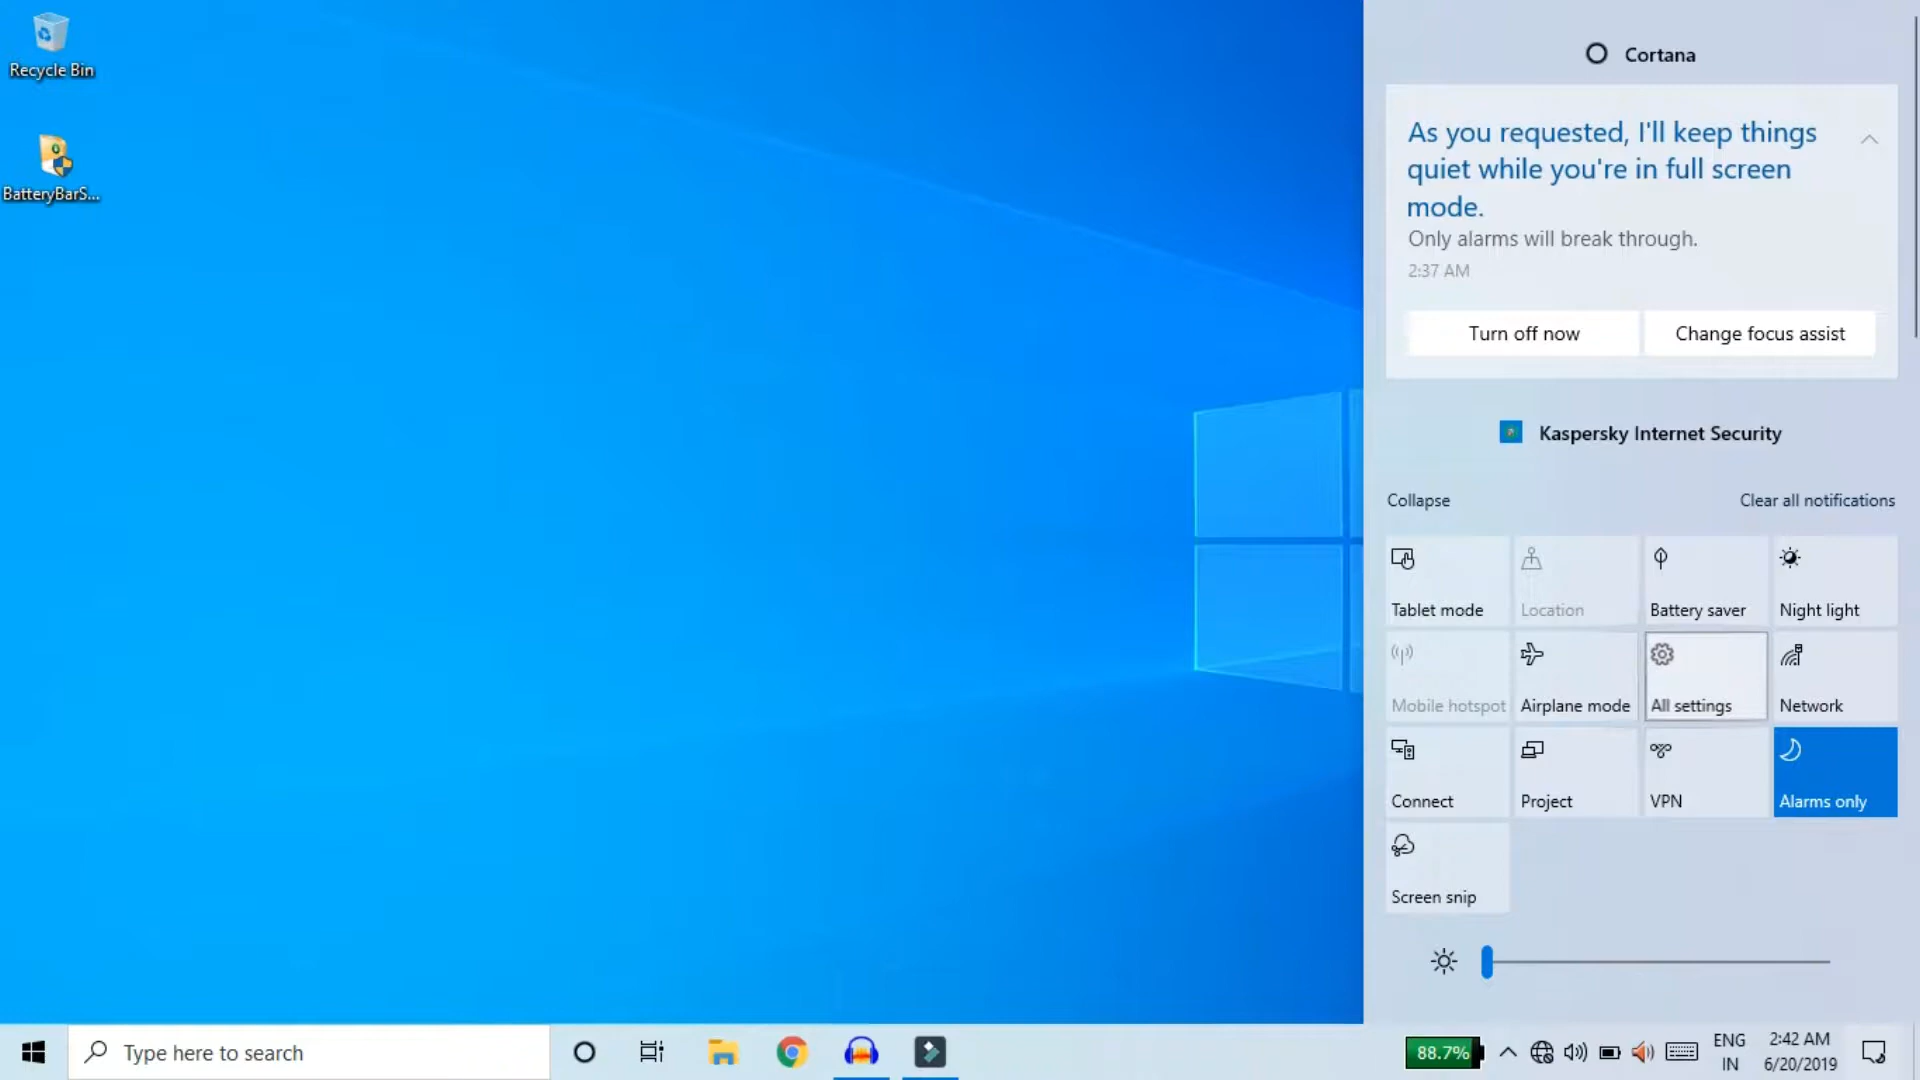 Recycle Bin
BatteryBarS...
Cortana
As you requested, I'll keep things
quiet while you're in full screen
mode.
Only alarms will break through.
2:37 AM
Turn off now
Change focus assist
Kaspersky Internet Security
Collapse
Clear all notifications
Tablet mode
Location
Battery saver
Night light
Mobile hotspot
Airplane mode
All settings
Network
Connect
Project
VPN
Alarms only
Screen snip
Type here to search
88.7%
ENG
IN
2:42 AM
6/20/2019